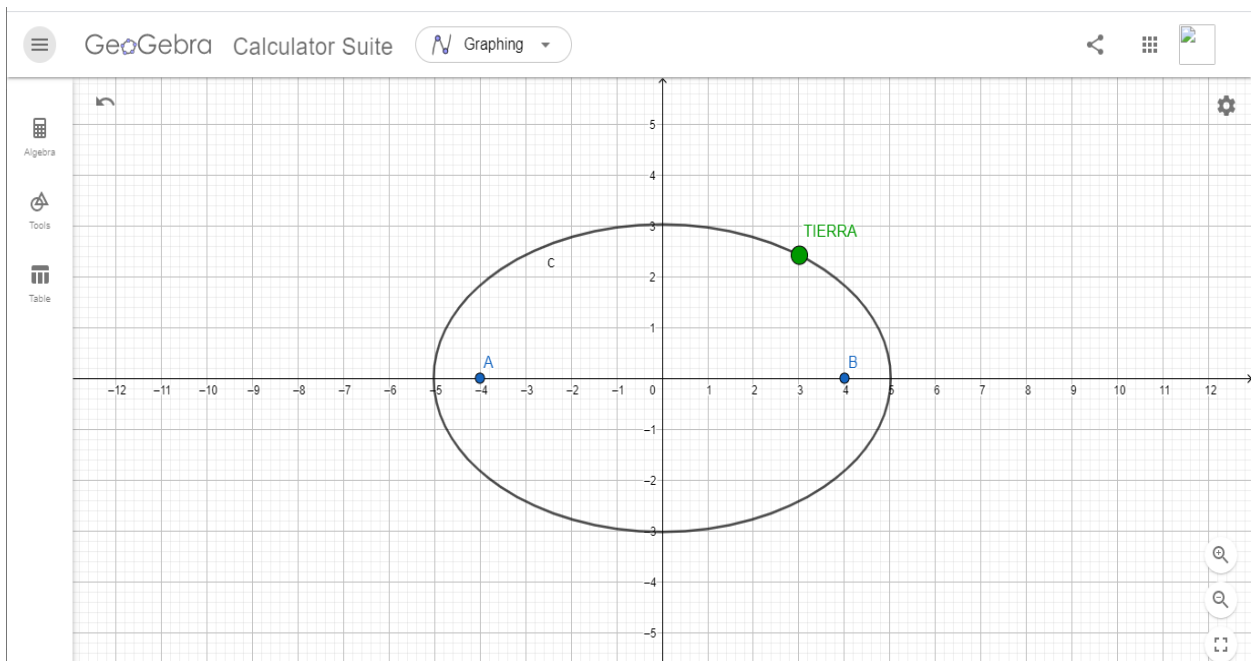 GeoGebra Calculator Suite Graphing
Algebra
Tools
Table
5
4
3
2
1
−1
−2
−3
−4
−5
−12 −11 −10 −9 −8 −7 −6 −5 −4 −3 −2 −1 0 1 2 3 4 5 6 7 8 9 10 11 12
TIERRA
c
A
B